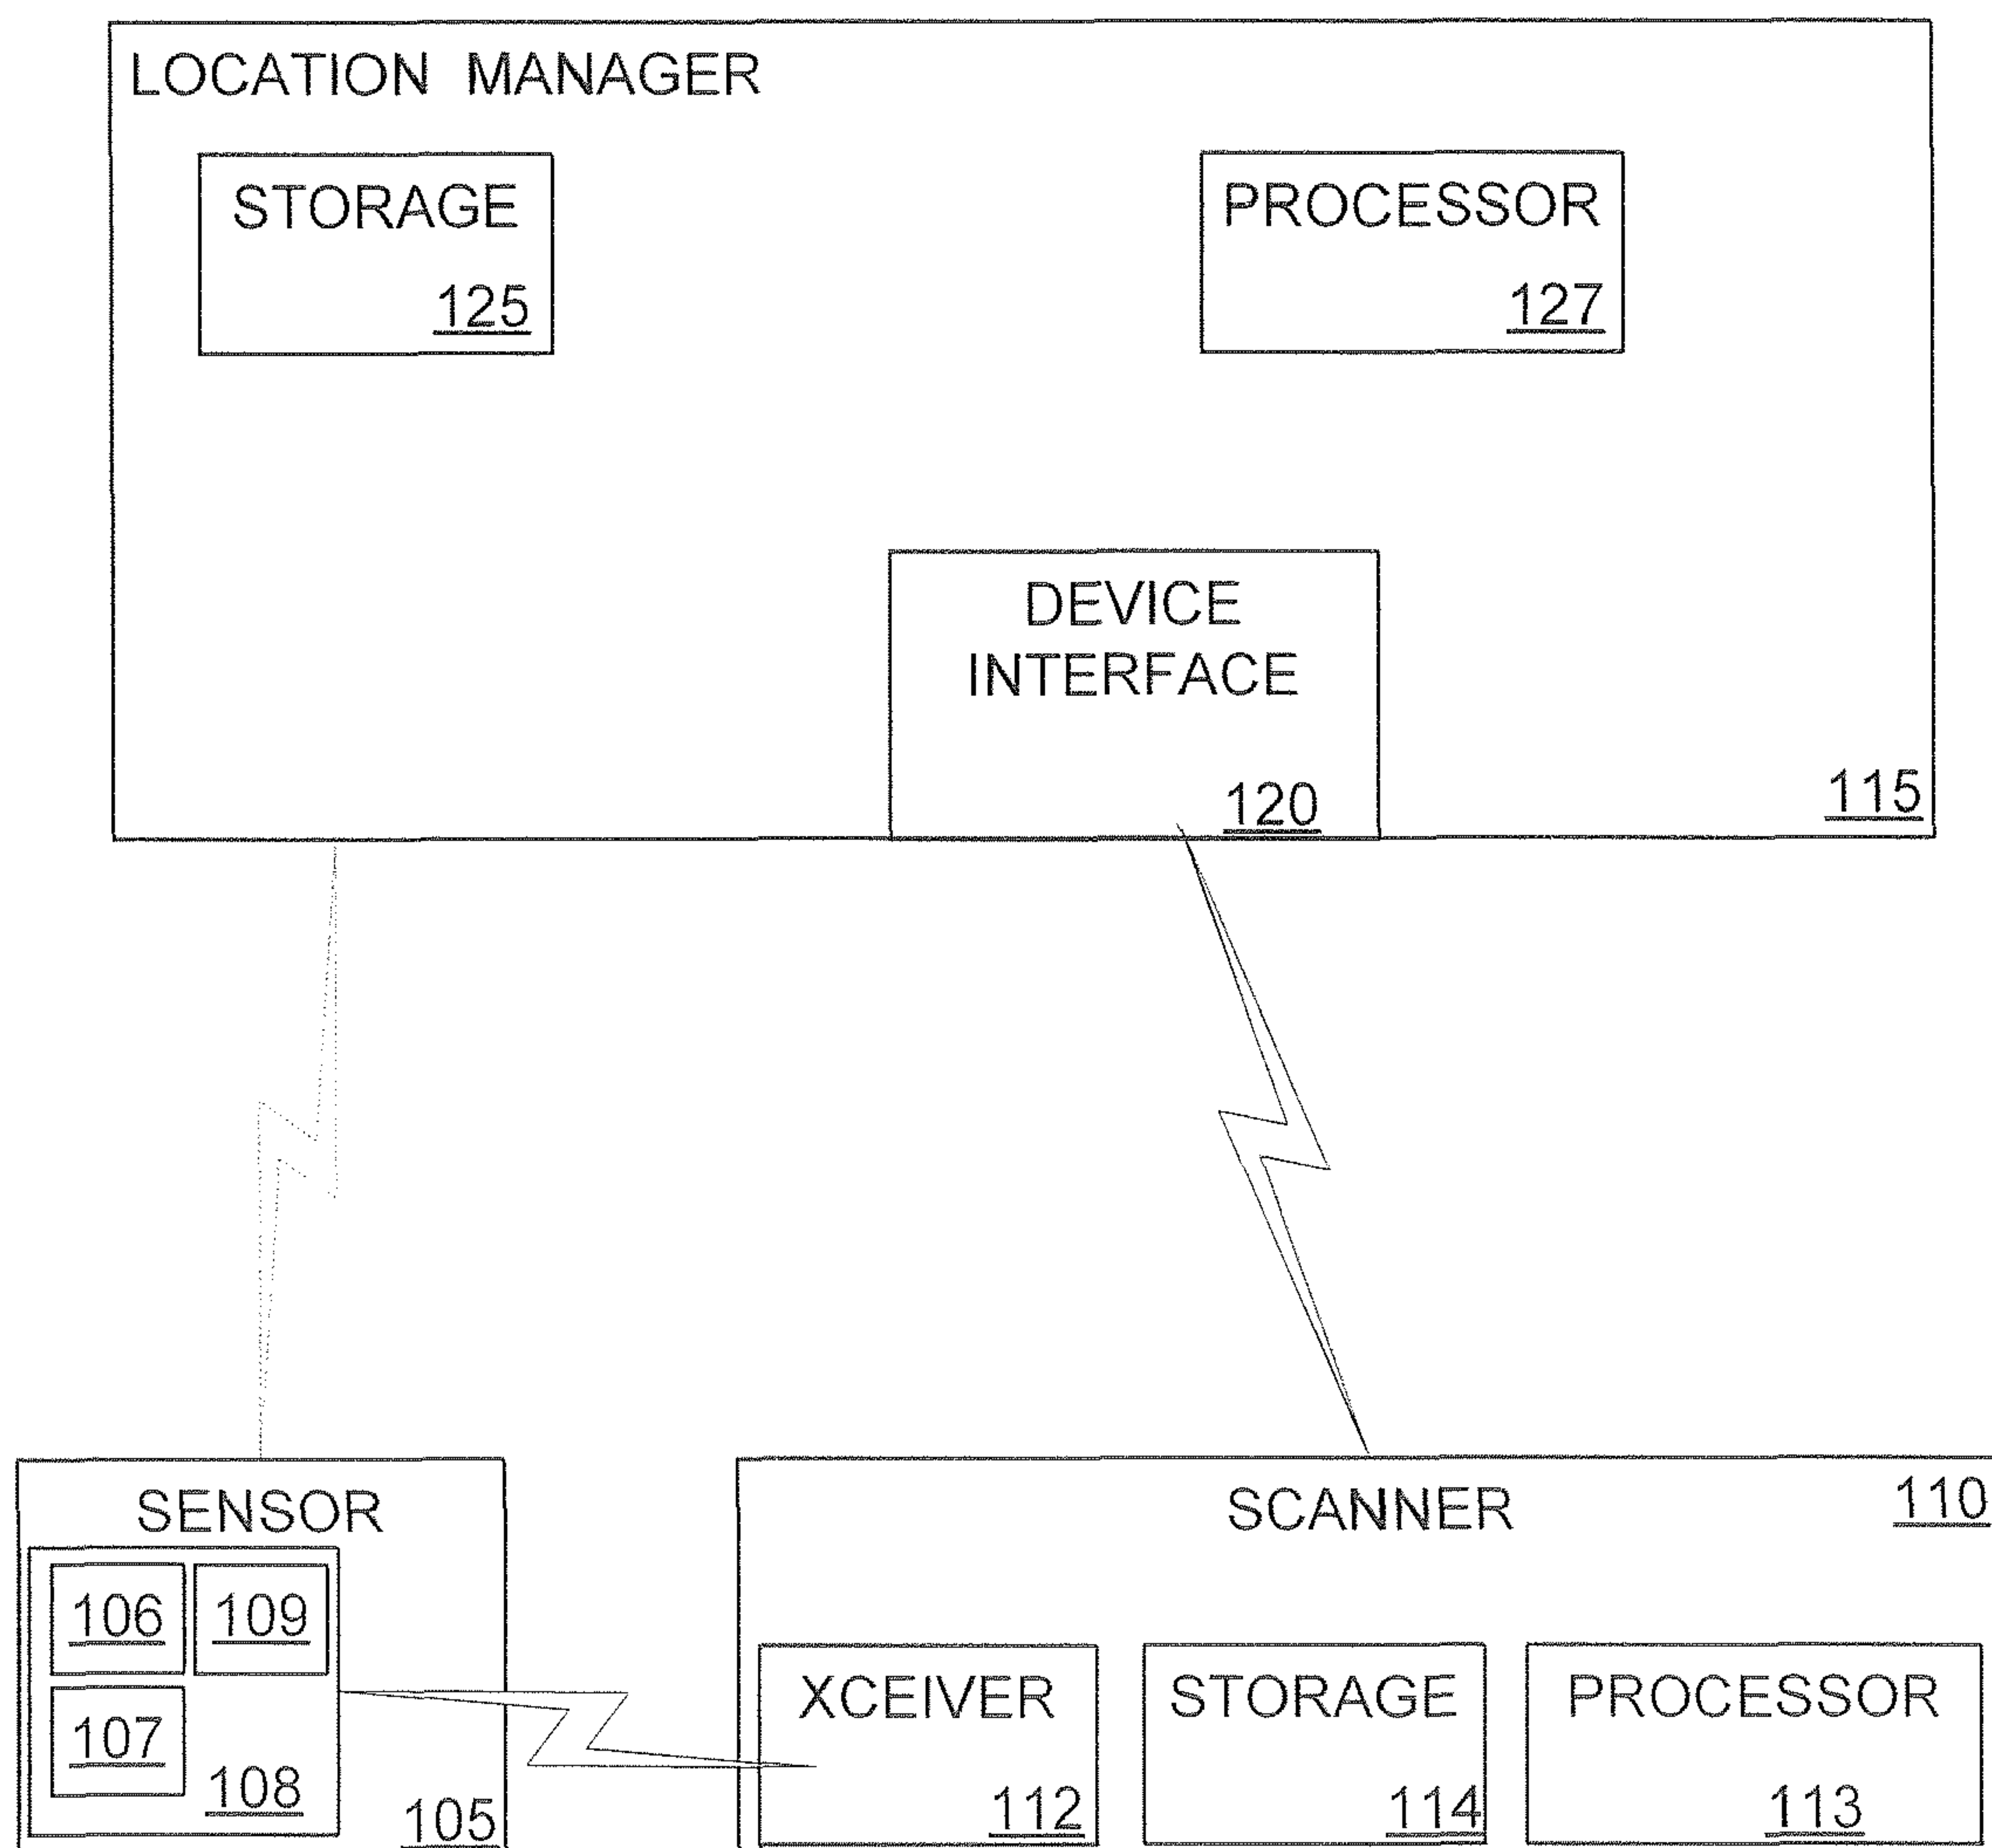 LOCATION MANAGER
STORAGE
125
PROCESSOR
127
DEVICE
INTERFACE
120
115
SENSOR
106
109
107
108
105
SCANNER
110
XCEIVER
112
STORAGE
114
PROCESSOR
113